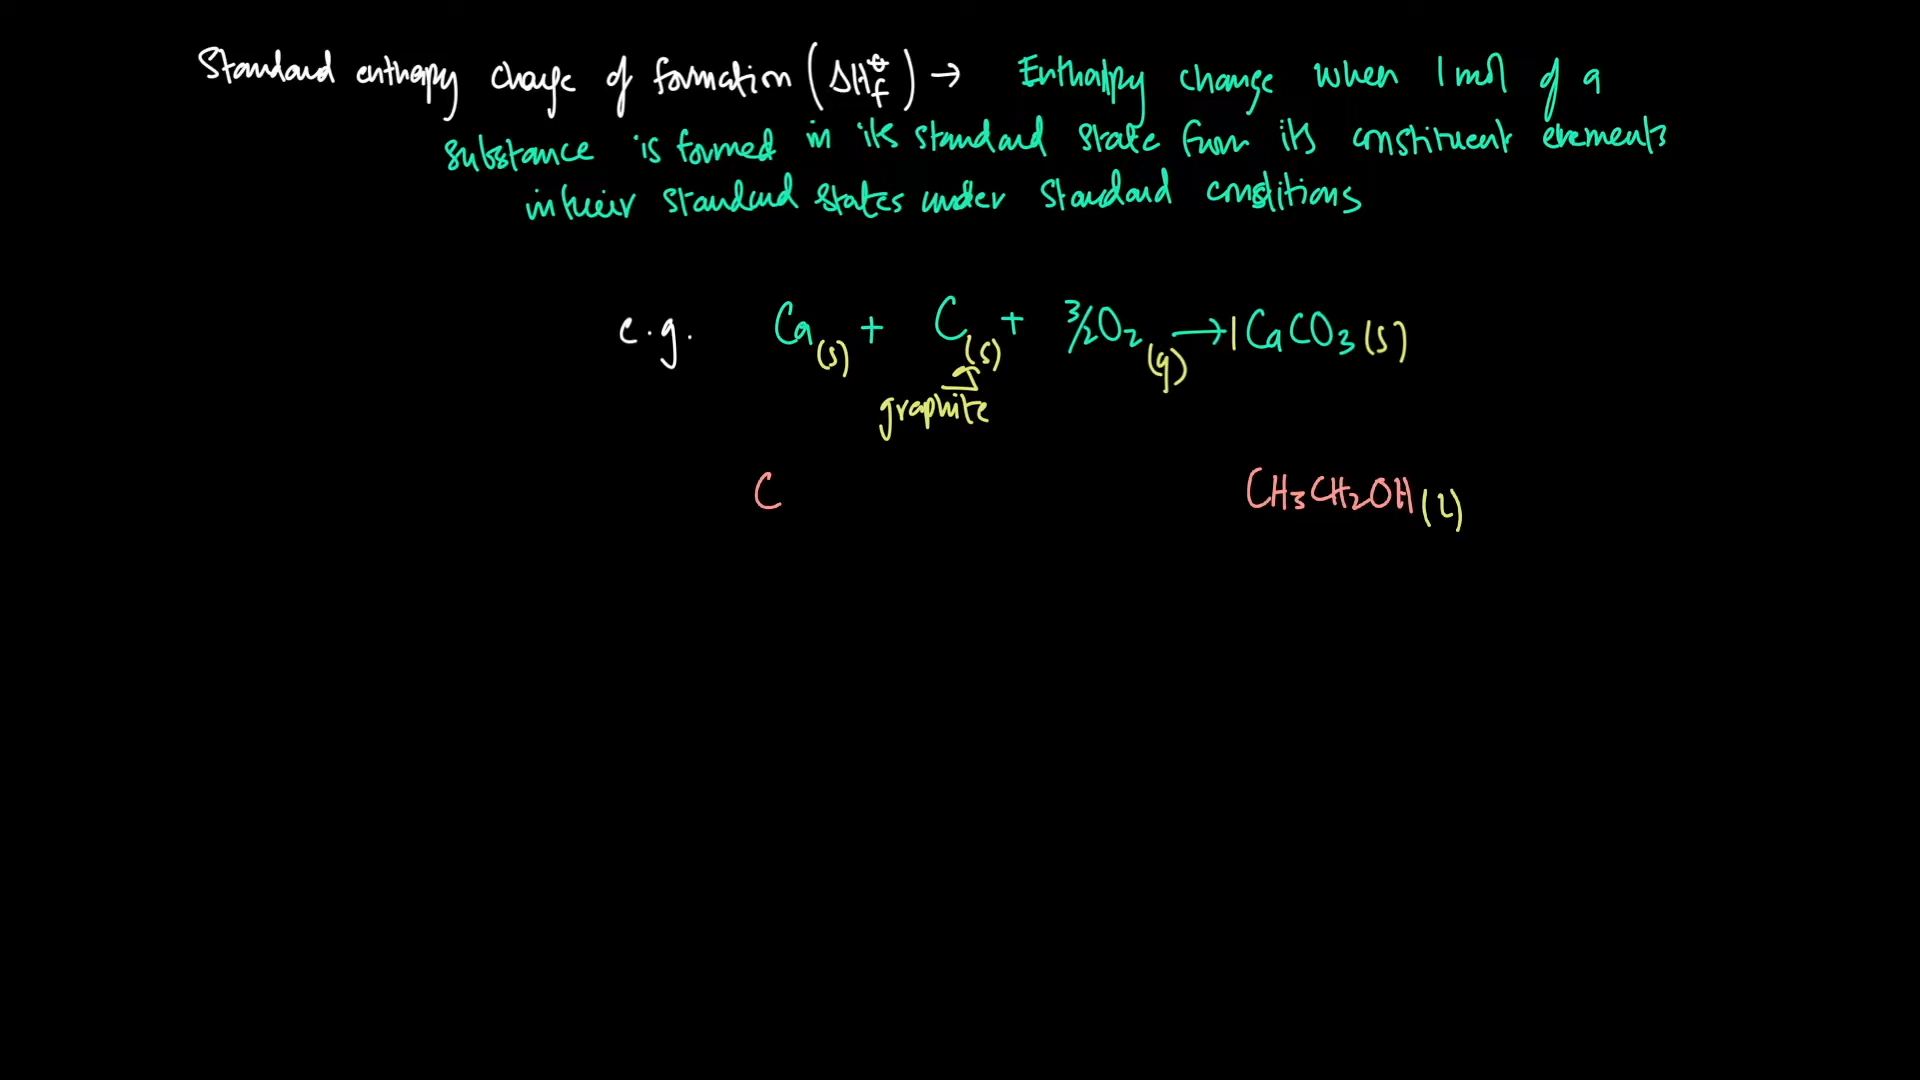 Standard enthapy change of formation (ΔH°f) → Enthalpy change when 1 mol of a
substance is formed in its standard state from its constituent elements
in their standard states under standard conditions
e.g. Ca(s) + C(s) + 3/2O2(g) → 1CaCO3(s)
graphite
C CH3CH2OH(l)